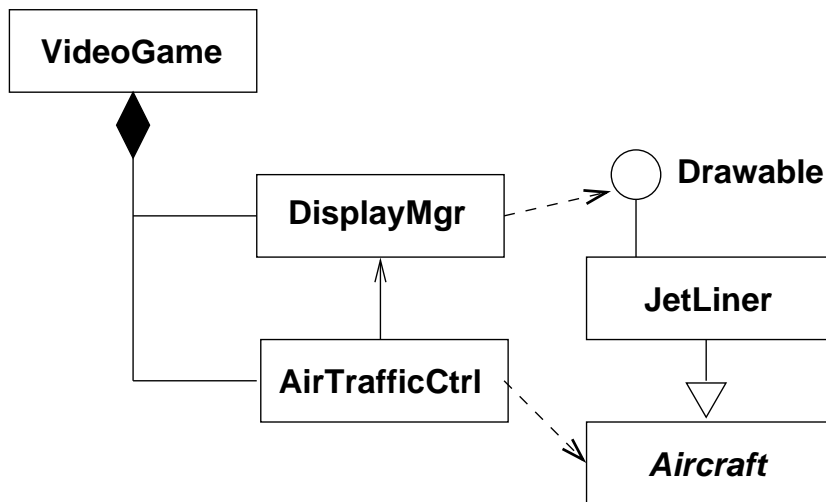 VideoGame
DisplayMgr
Drawable
JetLiner
AirTrafficCtrl
Aircraft